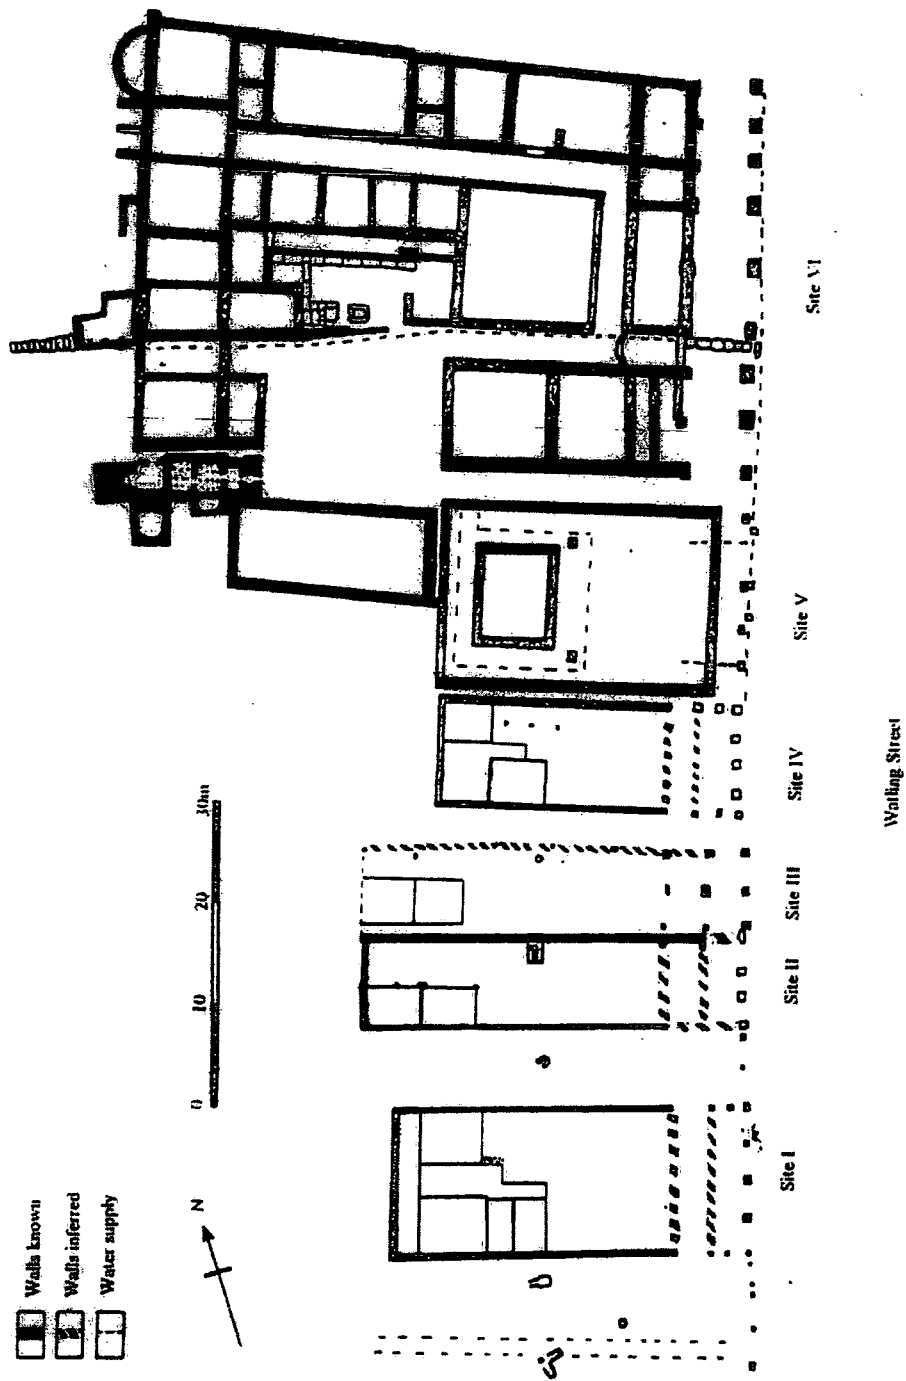 Walls known
Walls inferred
Water supply
N
0 10 20 30m
Site I
Site II
Site III
Site IV
Site V
Site VI
Watling Street